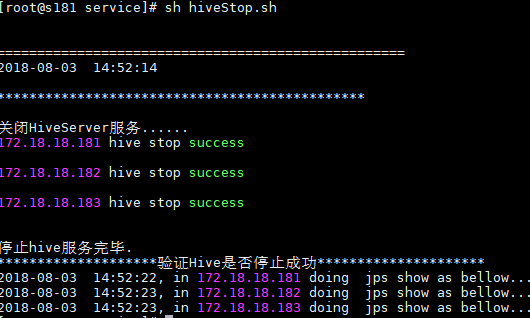 [root@s181 service]# sh hiveStop.sh
====================================================
2018-08-03 14:52:14
**********************************************
关闭HiveServer服务......
172.18.18.181 hive stop success
172.18.18.182 hive stop success
172.18.18.183 hive stop success
停止hive服务完毕.
********************验证Hive是否停止成功*********************
2018-08-03 14:52:22, in 172.18.18.181 doing jps show as bellow...
2018-08-03 14:52:23, in 172.18.18.182 doing jps show as bellow...
2018-08-03 14:52:23, in 172.18.18.183 doing jps show as bellow...
[root@s181 service]#